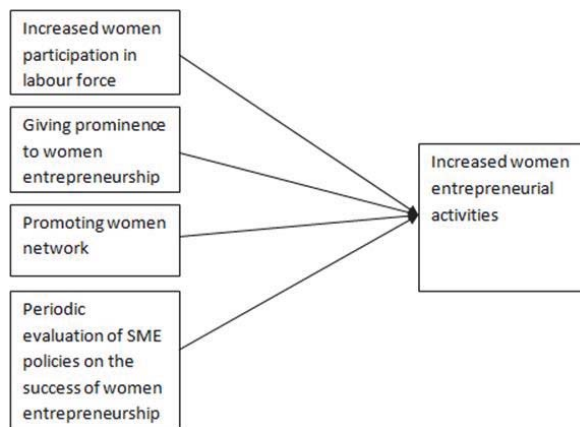 Increased women
participation in
labour force
Giving prominence
to women
entrepreneurship
Promoting women
network
Periodic
evaluation of SME
policies on the
success of women
entrepreneurship
Increased women
entrepreneurial
activities